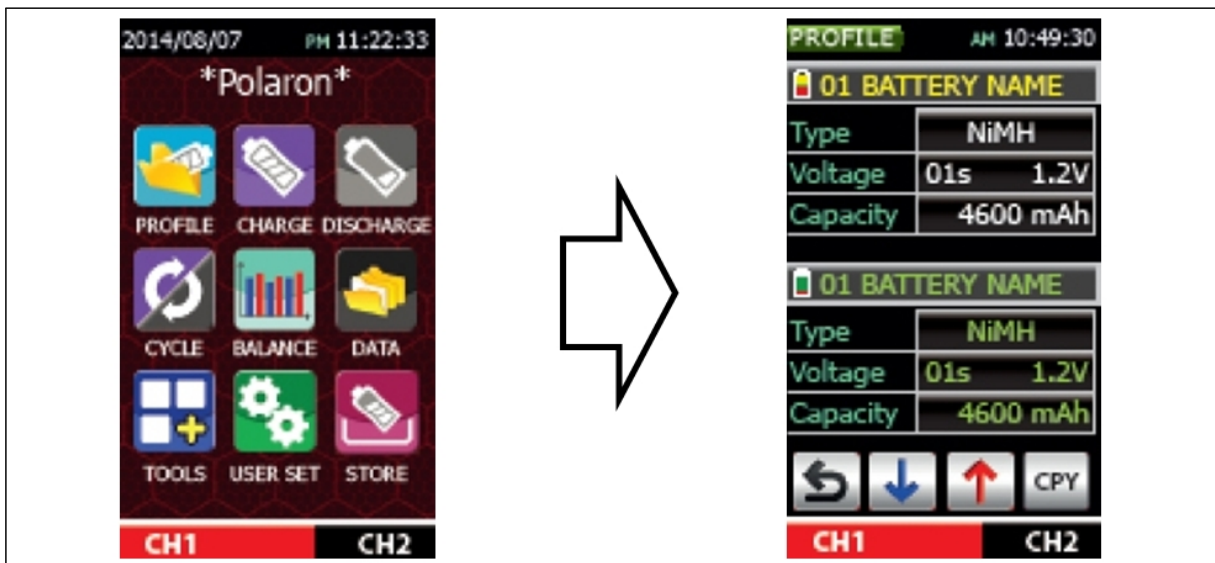 2014/08/07 PM 11:22:33
*Polaron*
PROFILE CHARGE DISCHARGE
CYCLE BALANCE DATA
TOOLS USER SET STORE
CH1 CH2
PROFILE AM 10:49:30
01 BATTERY NAME
Type NiMH
Voltage 01s 1.2V
Capacity 4600 mAh
01 BATTERY NAME
Type NiMH
Voltage 01s 1.2V
Capacity 4600 mAh
CPY
CH1 CH2